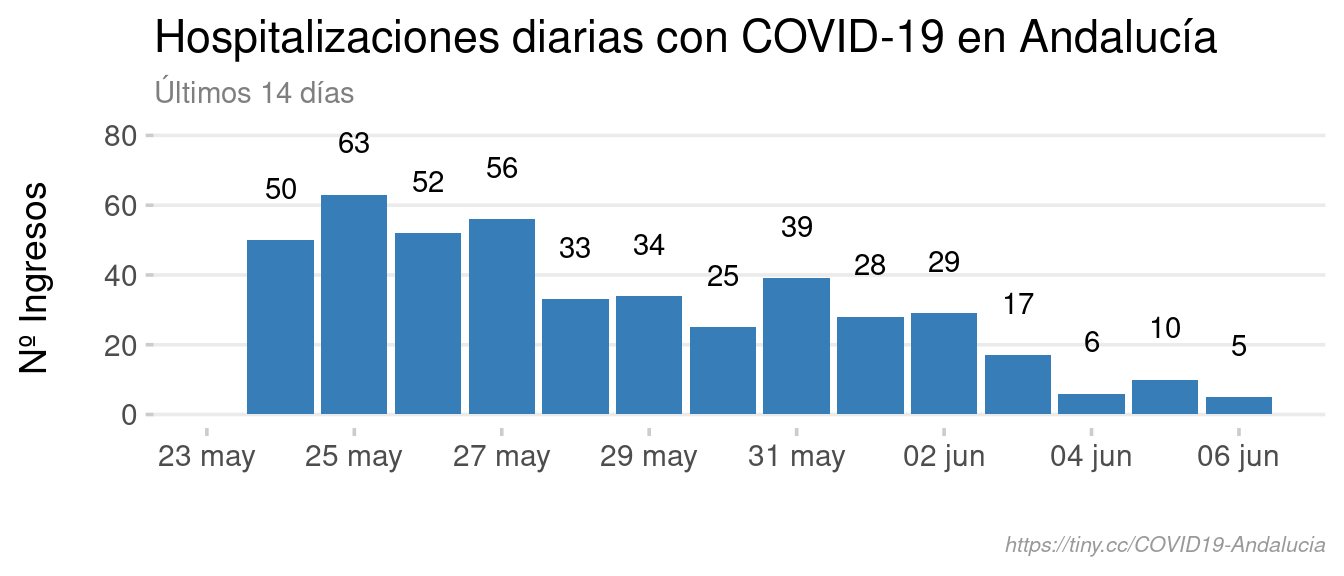 Hospitalizaciones diarias con COVID-19 en Andalucía
Últimos 14 días
Nº Ingresos
80
60
40
20
0
50
63
52
56
33
34
25
39
28
29
17
6
10
5
23 may
25 may
27 may
29 may
31 may
02 jun
04 jun
06 jun
https://tiny.cc/COVID19-Andalucia